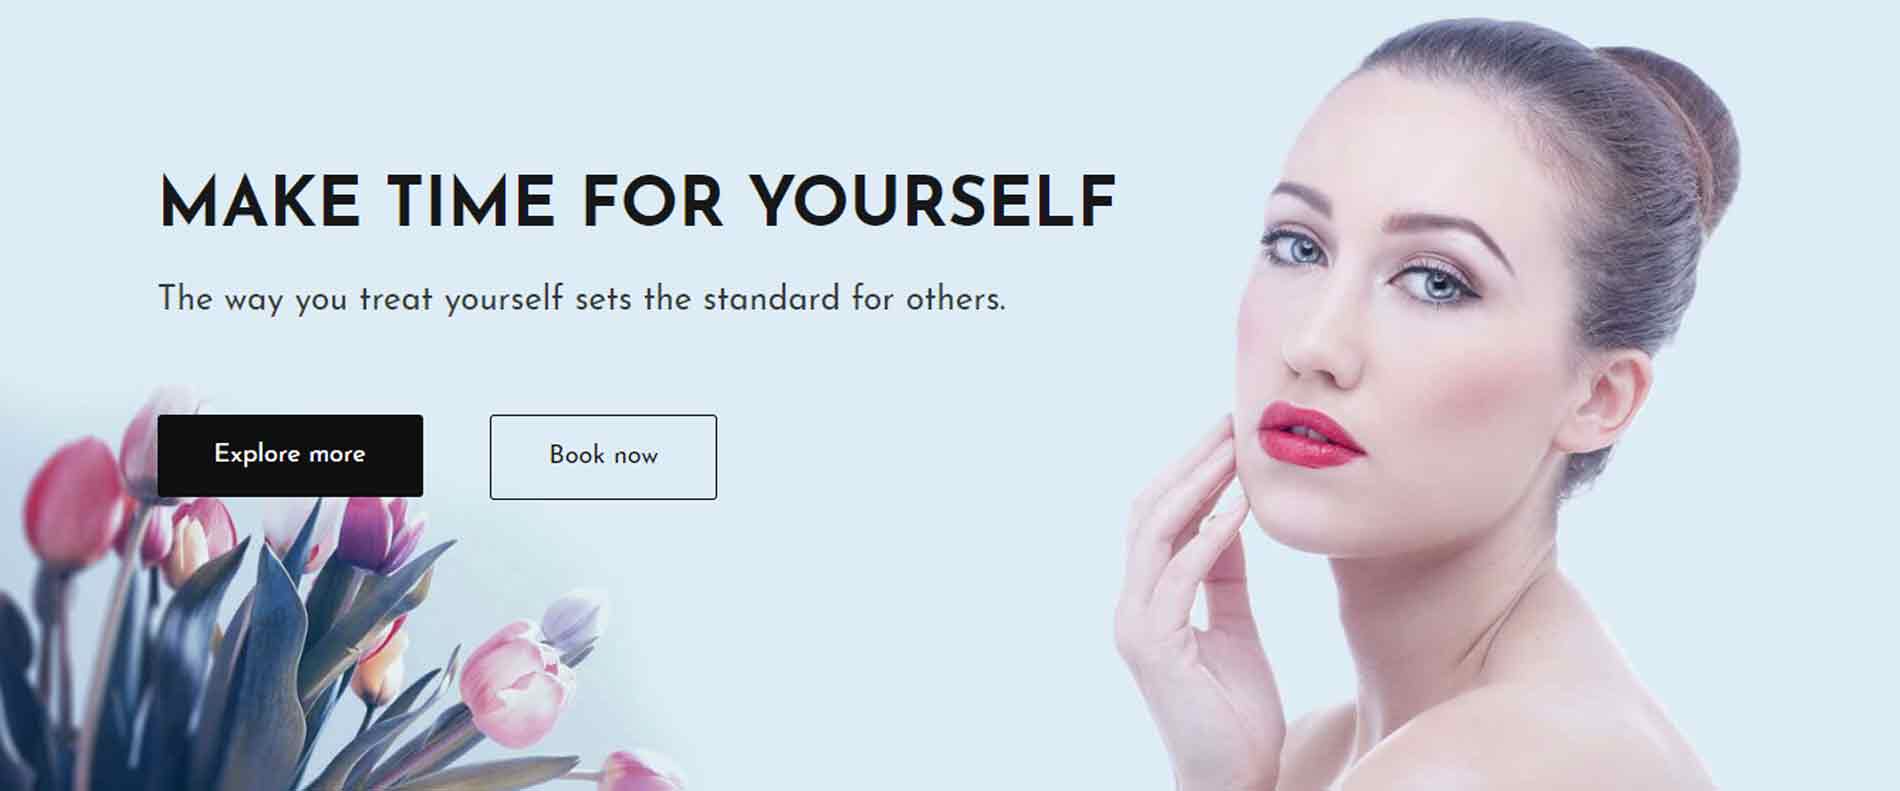 MAKE TIME FOR YOURSELF
The way you treat yourself sets the standard for others.
Explore more
Book now